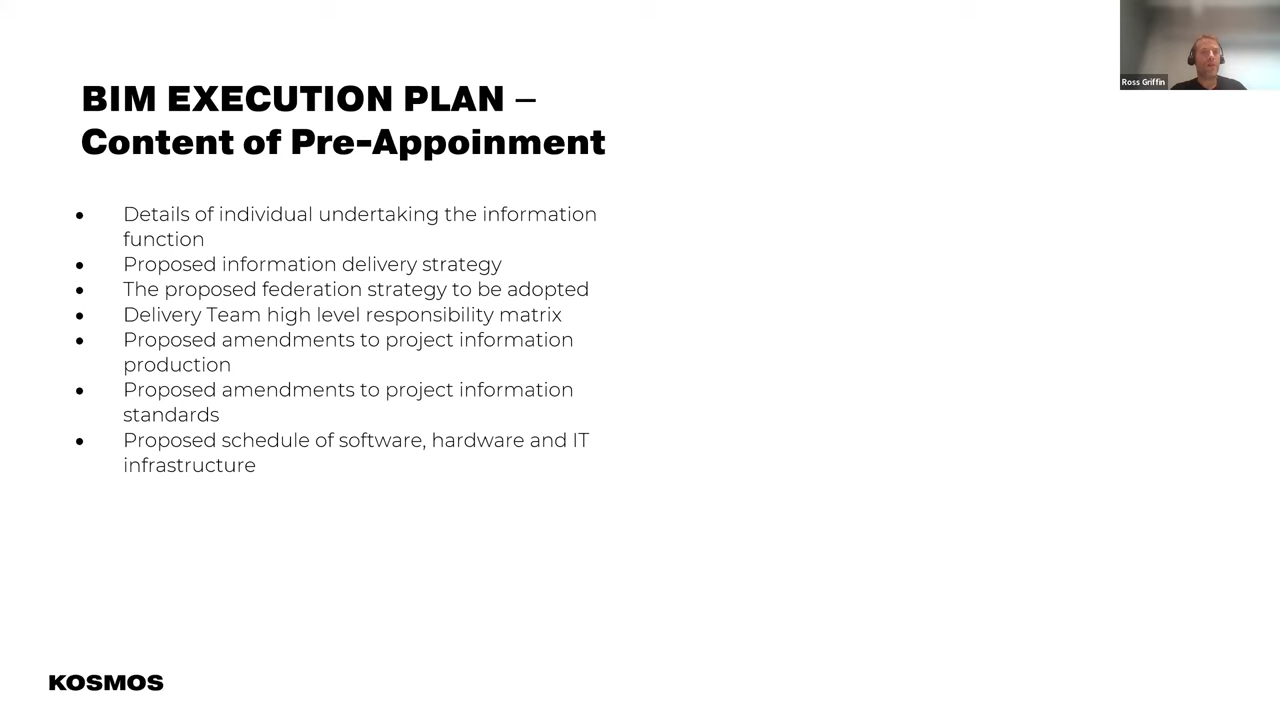 BIM EXECUTION PLAN –
Content of Pre-Appoinment
• Details of individual undertaking the information
function
• Proposed information delivery strategy
• The proposed federation strategy to be adopted
• Delivery Team high level responsibility matrix
• Proposed amendments to project information
production
• Proposed amendments to project information
standards
• Proposed schedule of software, hardware and IT
infrastructure
KOSMOS
Ross Griffin